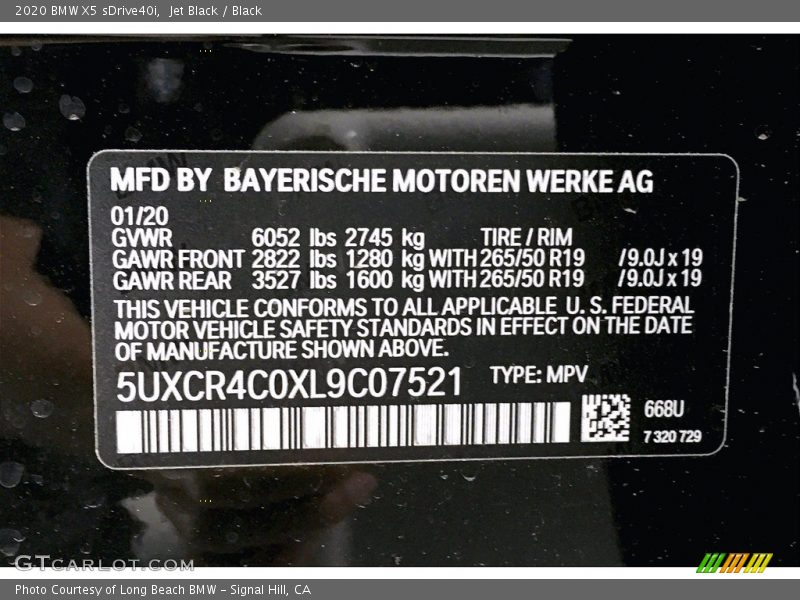 2020 BMW X5 sDrive40i, Jet Black / Black
MFD BY BAYERISCHE MOTOREN WERKE AG
01/20
GVWR 6052 lbs 2745 kg TIRE / RIM
GAWR FRONT 2822 lbs 1280 kg WITH 265/50 R19 /9.0J x 19
GAWR REAR 3527 lbs 1600 kg WITH 265/50 R19 /9.0J x 19
THIS VEHICLE CONFORMS TO ALL APPLICABLE U. S. FEDERAL
MOTOR VEHICLE SAFETY STANDARDS IN EFFECT ON THE DATE
OF MANUFACTURE SHOWN ABOVE.
5UXCR4C0XL9C07521 TYPE: MPV
668U
7 320 729
GTCARLOT.COM
Photo Courtesy of Long Beach BMW - Signal Hill, CA